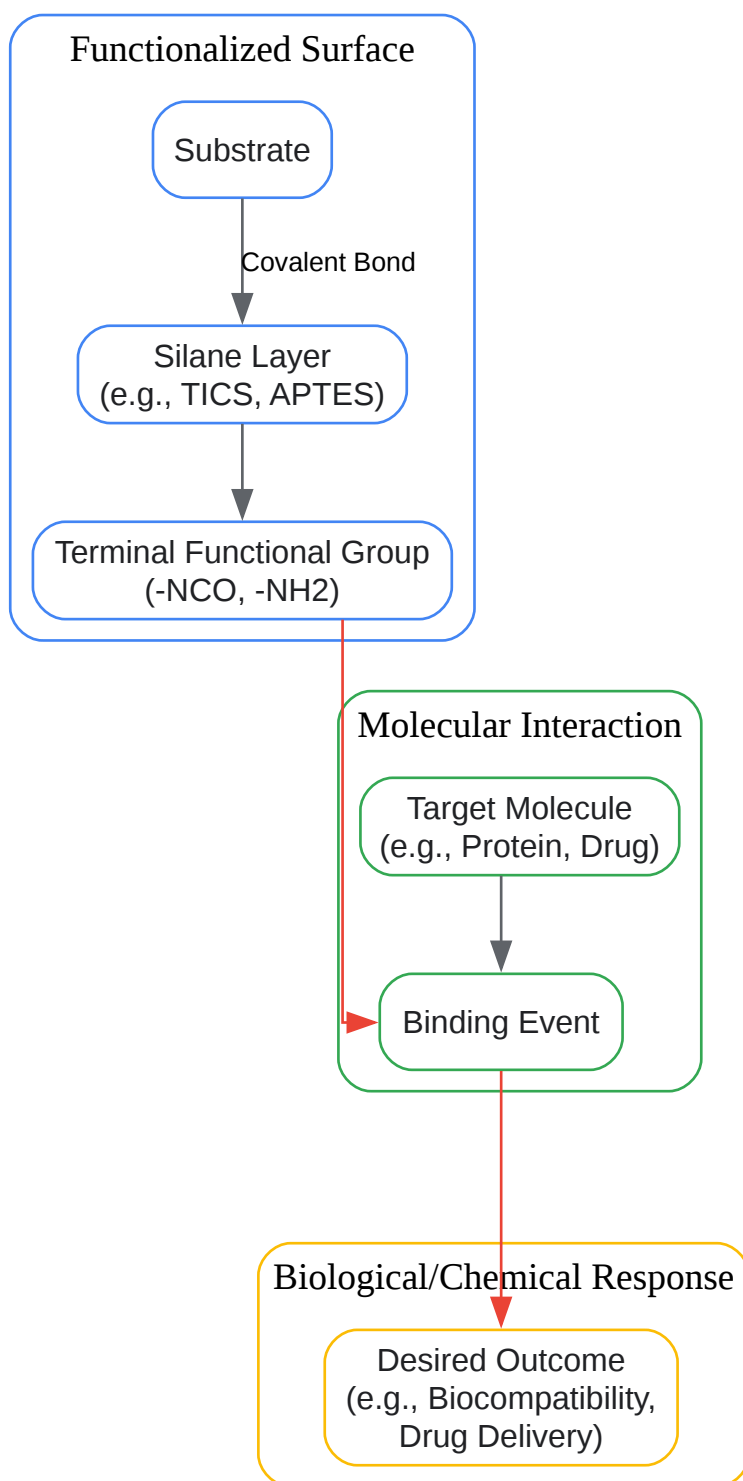 Functionalized Surface
Substrate
Covalent Bond
Silane Layer
(e.g., TICS, APTES)
Terminal Functional Group
(-NCO, -NH2)
Molecular Interaction
Target Molecule
(e.g., Protein, Drug)
Binding Event
Biological/Chemical Response
Desired Outcome
(e.g., Biocompatibility,
Drug Delivery)